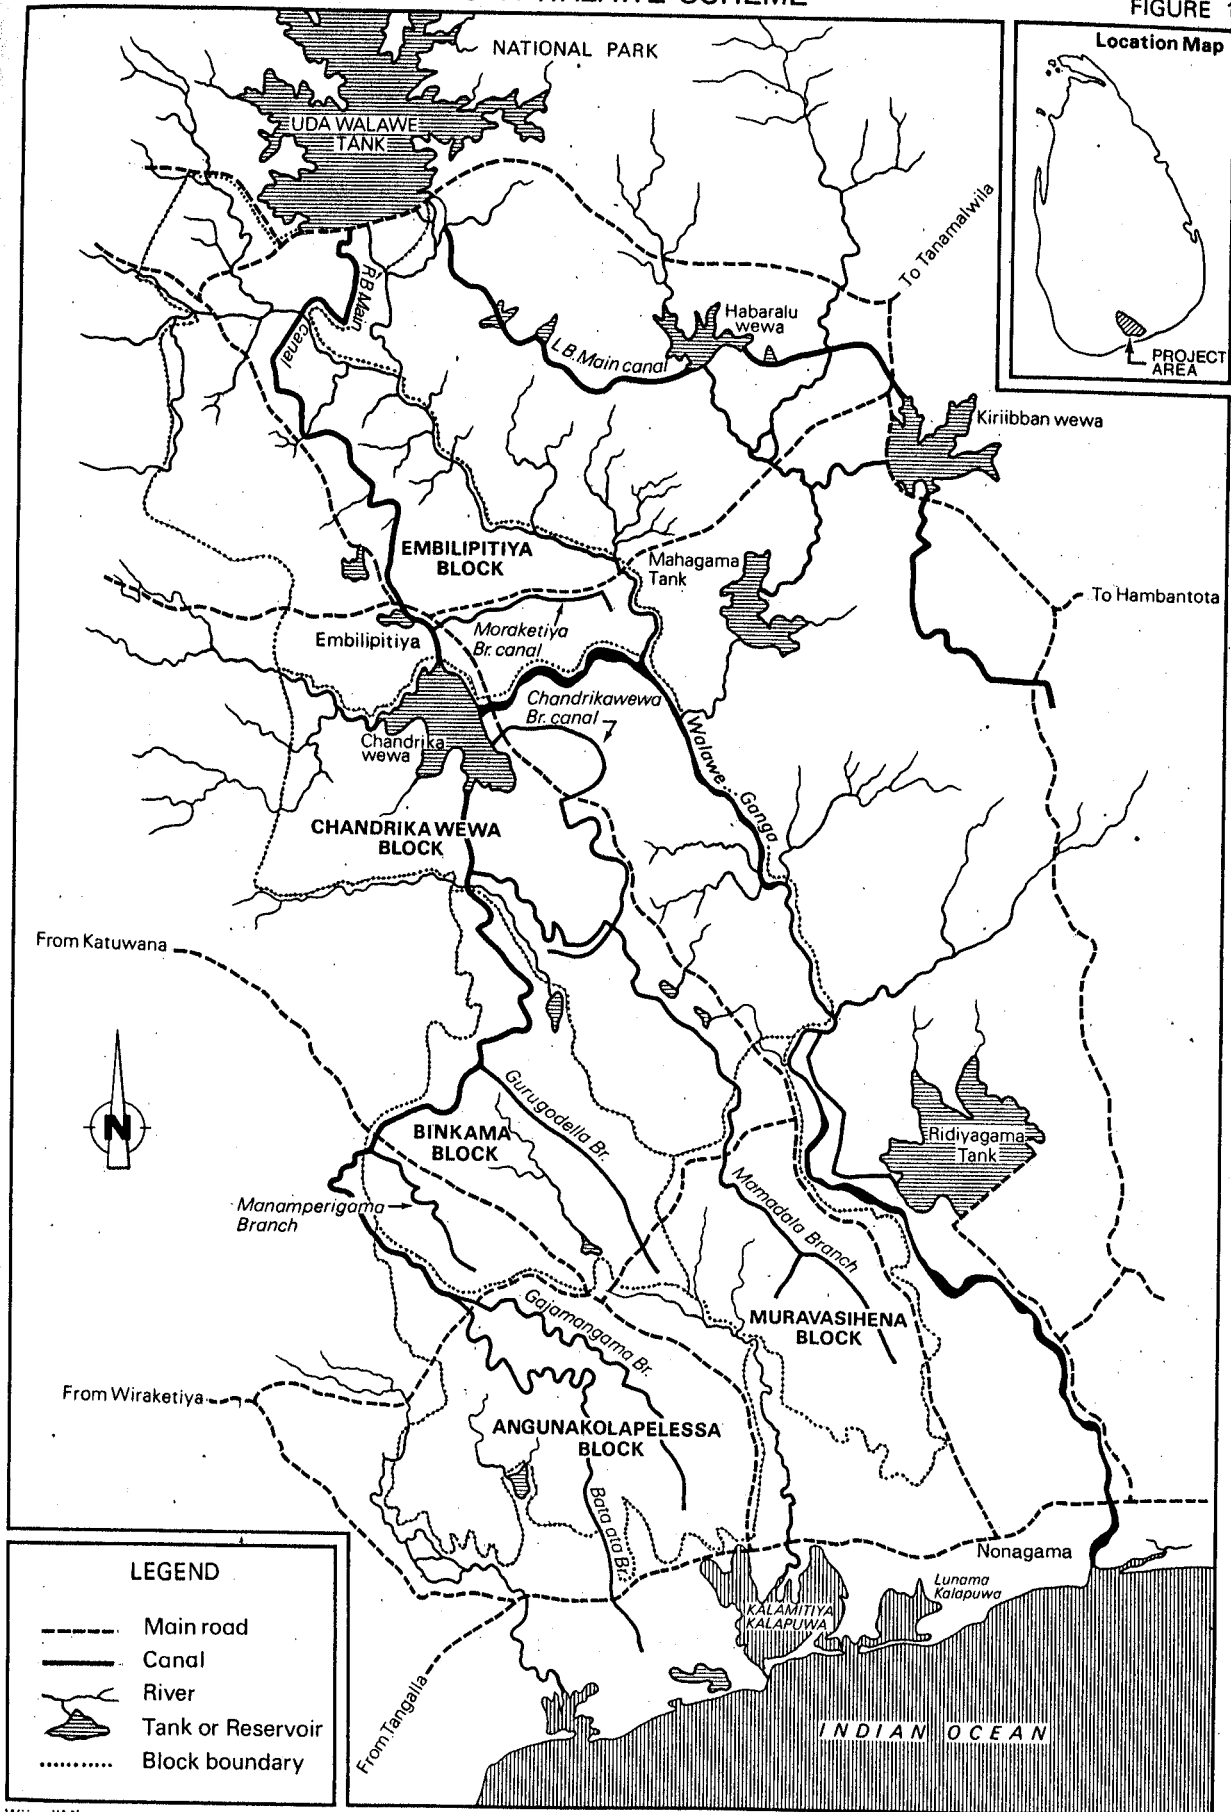 SCHEME
FIGURE 1
NATIONAL PARK
Location Map
UDA WALAWE
TANK
To Tanamalwila
R.B. Main
Canal
Habaralu
wewa
L.B. Main canal
PROJECT
AREA
Kiriibban wewa
EMBILIPITIYA
BLOCK
Mahagama
Tank
To Hambantota
Embilipitiya
Moraketiya
Br. canal
Chandrikawewa
Br. canal
Chandrika
wewa
Walawe Ganga
CHANDRIKAWEWA
BLOCK
From Katuwana
N
Gurugodella Br.
BINKAMA
BLOCK
Ridiyagama
Tank
Manamperigama
Branch
Mamadala Branch
Gajamangama Br.
MURAVASIHENA
BLOCK
From Wiraketiya
ANGUNAKOLAPELESSA
BLOCK
Bata ata Br.
Nonagama
Lunama
Kalapuwa
KALAMITIYA
KALAPUWA
From Tangalla
INDIAN OCEAN
LEGEND
Main road
Canal
River
Tank or Reservoir
Block boundary